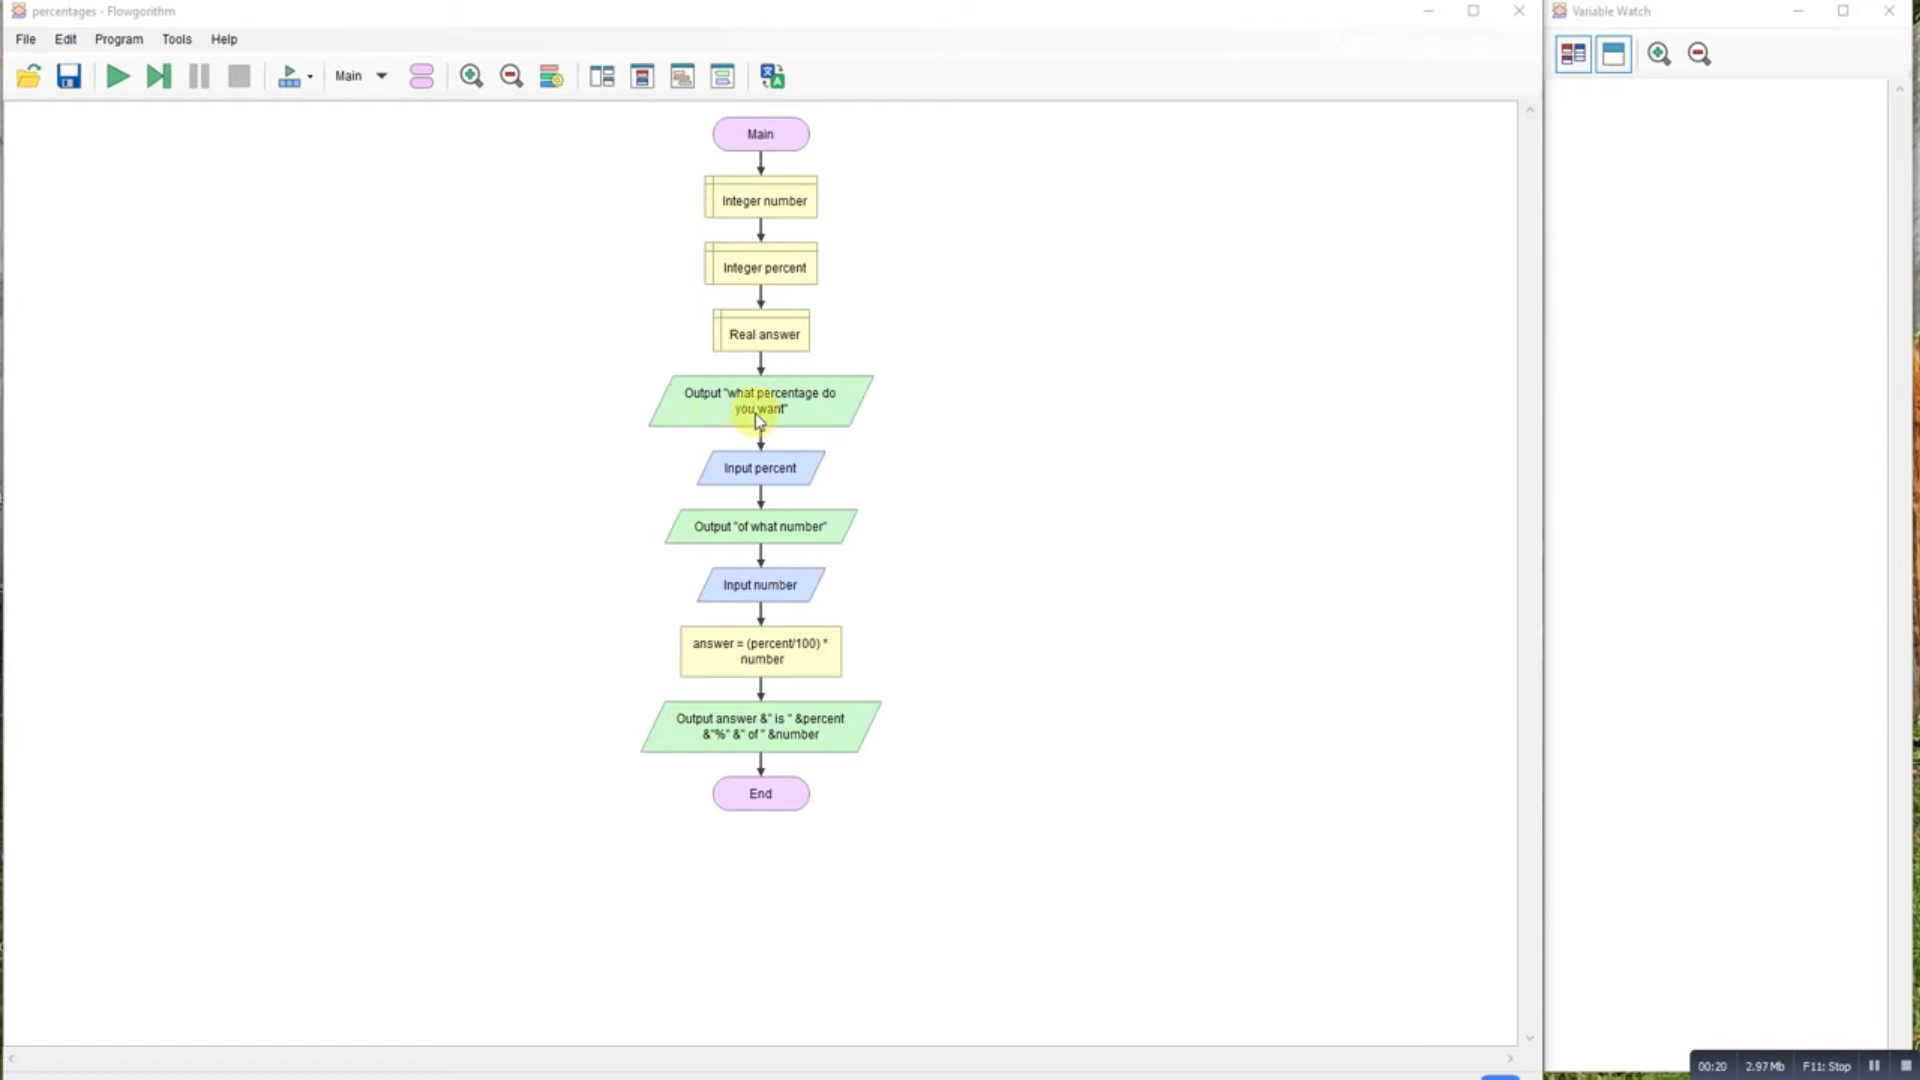 percentages - Flowgorithm
Variable Watch
File Edit Program Tools Help
Main
Main
Integer number
Integer percent
Real answer
Output "what percentage do
you want"
Input percent
Output "of what number"
Input number
answer = (percent/100) *
number
Output answer &" is " &percent
&"%" &" of " &number
End
00:20 2.97 Mb F11: Stop